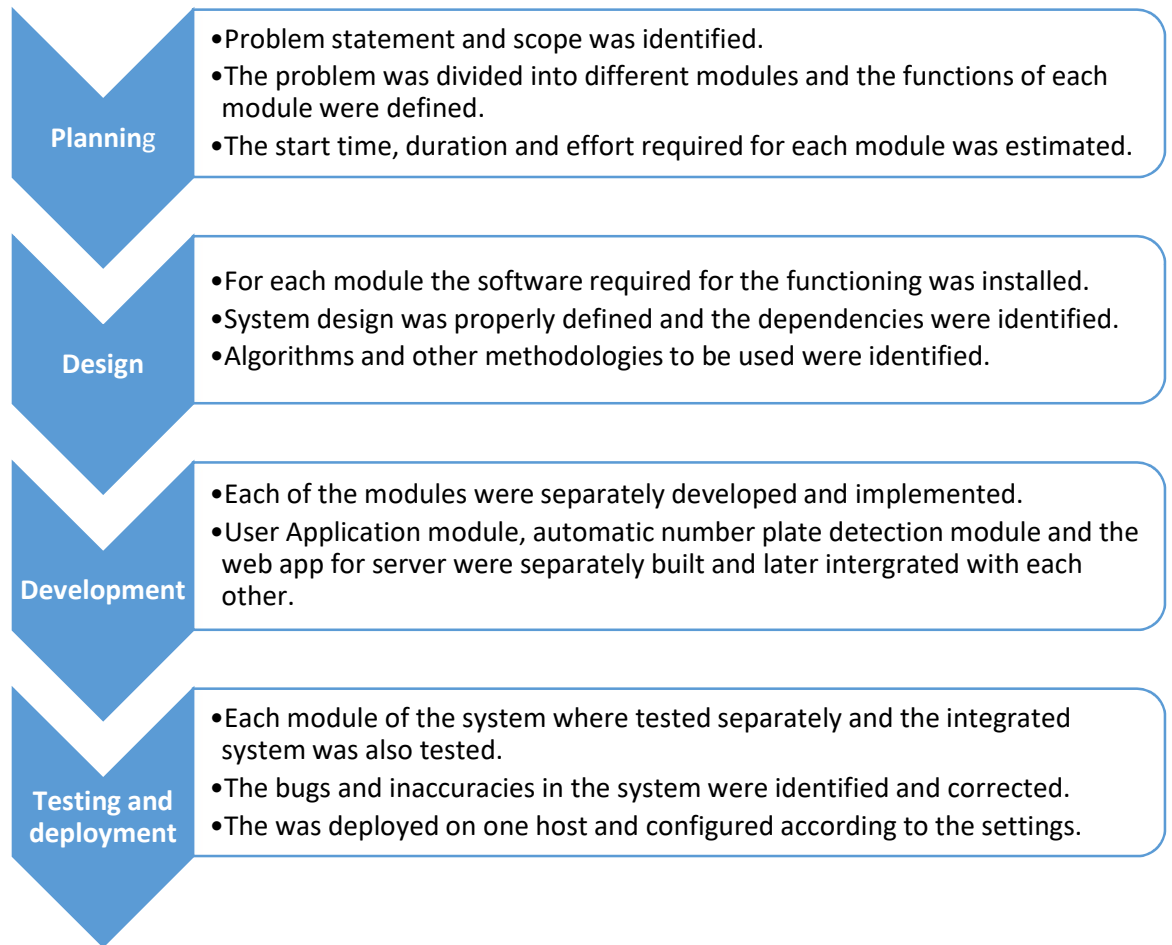 Planning
•Problem statement and scope was identified.
•The problem was divided into different modules and the functions of each
module were defined.
•The start time, duration and effort required for each module was estimated.
Design
•For each module the software required for the functioning was installed.
•System design was properly defined and the dependencies were identified.
•Algorithms and other methodologies to be used were identified.
Development
•Each of the modules were separately developed and implemented.
•User Application module, automatic number plate detection module and the
web app for server were separately built and later intergrated with each
other.
Testing and
deployment
•Each module of the system where tested separately and the integrated
system was also tested.
•The bugs and inaccuracies in the system were identified and corrected.
•The was deployed on one host and configured according to the settings.